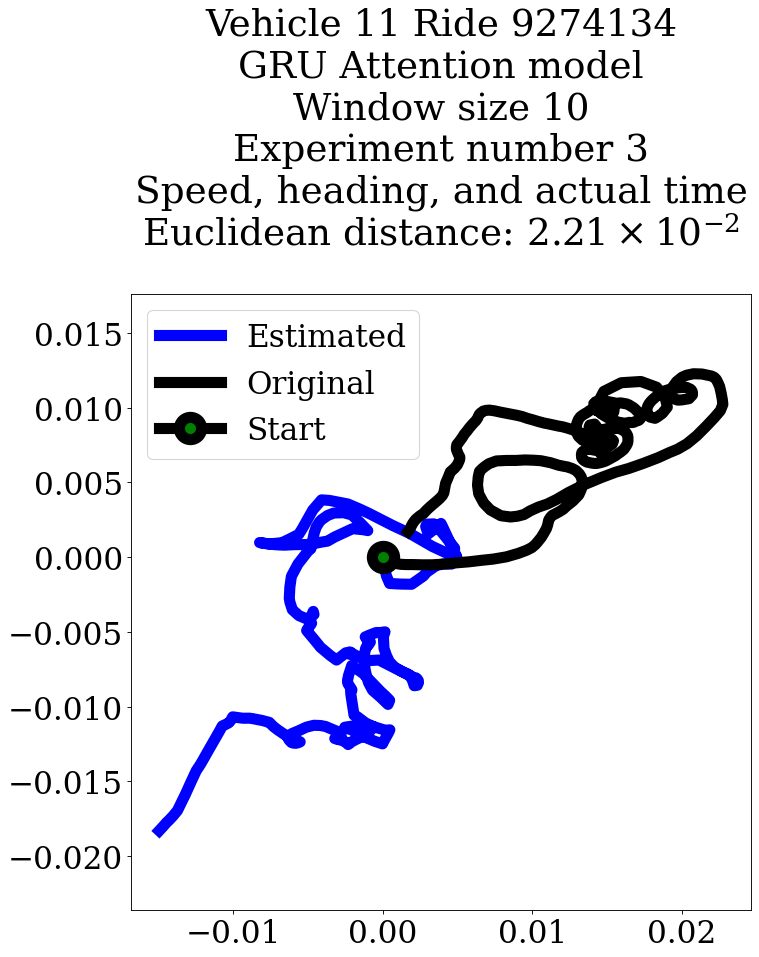 Vehicle 11 Ride 9274134
GRU Attention model
Window size 10
Experiment number 3
Speed, heading, and actual time
Euclidean distance: 2.21 × 10⁻²
Estimated
Original
Start
0.015
0.010
0.005
0.000
−0.005
−0.010
−0.015
−0.020
−0.01 0.00 0.01 0.02